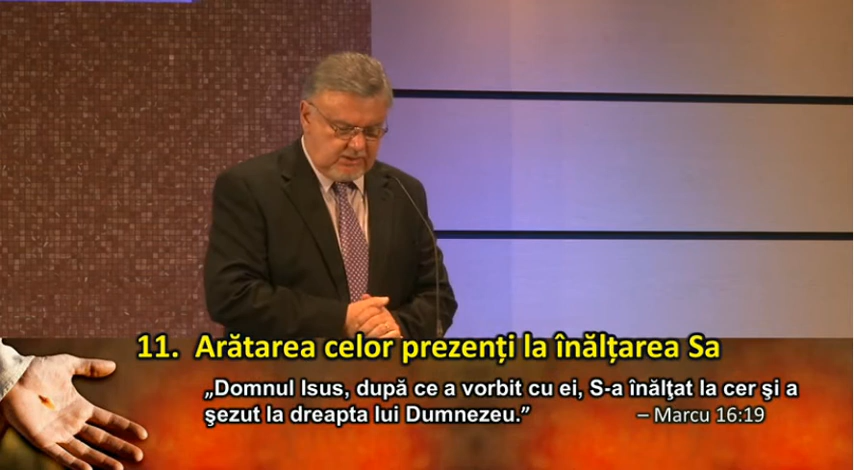 11. Arătarea celor prezenți la înălțarea Sa
„Domnul Isus, după ce a vorbit cu ei, S-a înălţat la cer şi a
şezut la dreapta lui Dumnezeu.” – Marcu 16:19